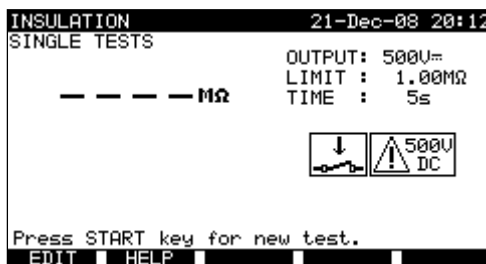 INSULATION 21-Dec-08 20:12
SINGLE TESTS
OUTPUT: 500V⎓
LIMIT : 1.00MΩ
– – – – MΩ
TIME : 5s
500V
DC
Press START key for new test.
EDIT HELP